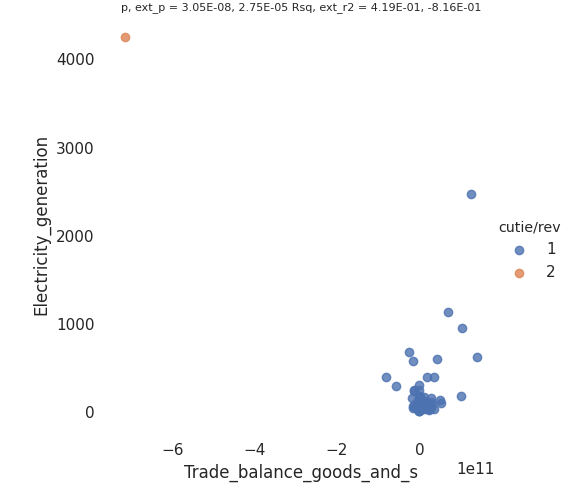 p, ext_p = 3.05E-08, 2.75E-05 Rsq, ext_r2 = 4.19E-01, -8.16E-01
4000
3000
2000
1000
0
Electricity_generation
cutie/rev
1
2
−6
−4
−2
0
1e11
Trade_balance_goods_and_s